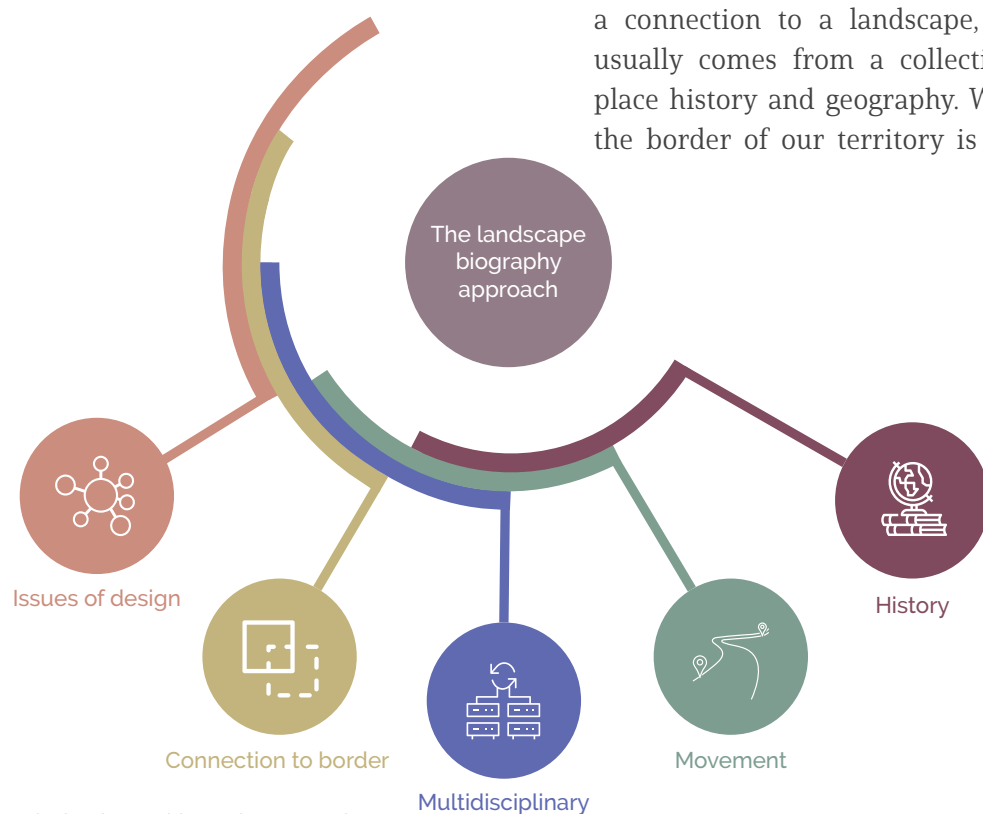 a connection to a landscape,
usually comes from a collecti
place history and geography. W
the border of our territory is
The landscape
biography
approach
Issues of design
History
Connection to border
Movement
Multidisciplinary